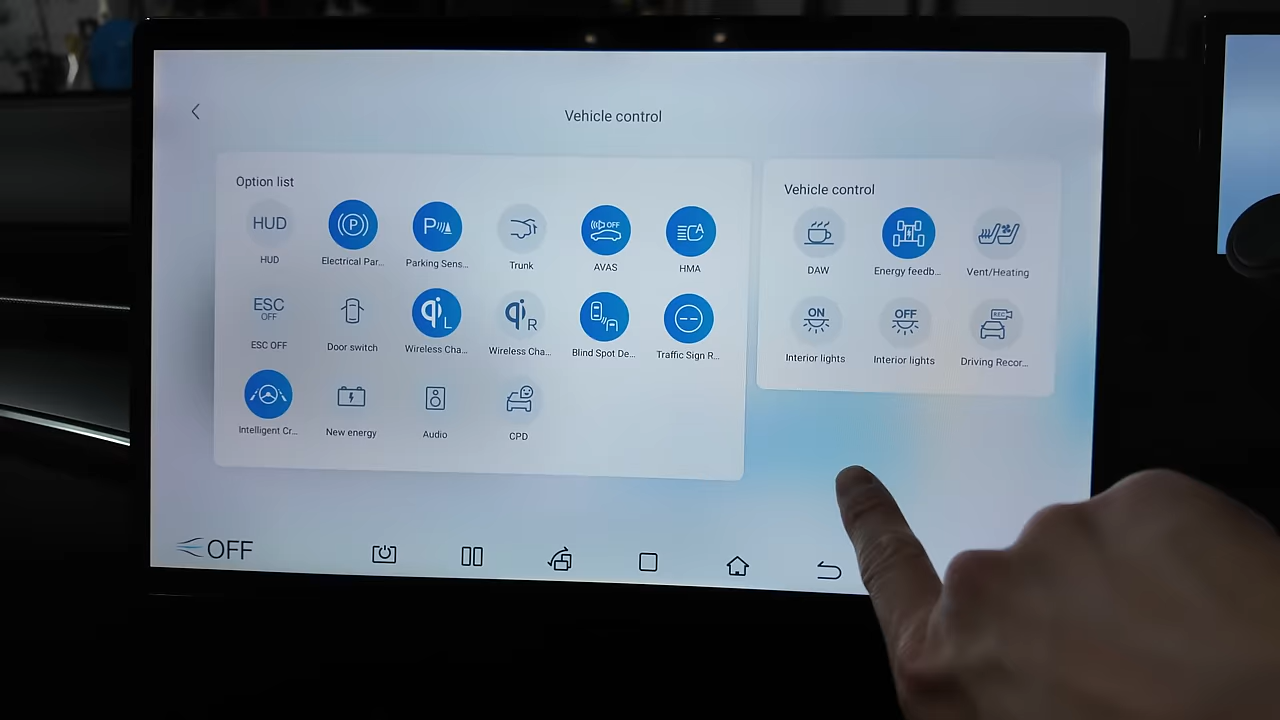 Vehicle control
Option list
HUD
HUD
P
Electrical Par...
P
Parking Sens...
Trunk
OFF
AVAS
A
HMA
ESC
OFF
ESC OFF
Door switch
L
Wireless Cha...
R
Wireless Cha...
Blind Spot De...
Traffic Sign R...
Intelligent Cr...
New energy
Audio
CPD
Vehicle control
DAW
Energy feedb...
Vent/Heating
ON
Interior lights
OFF
Interior lights
REC
Driving Recor...
OFF